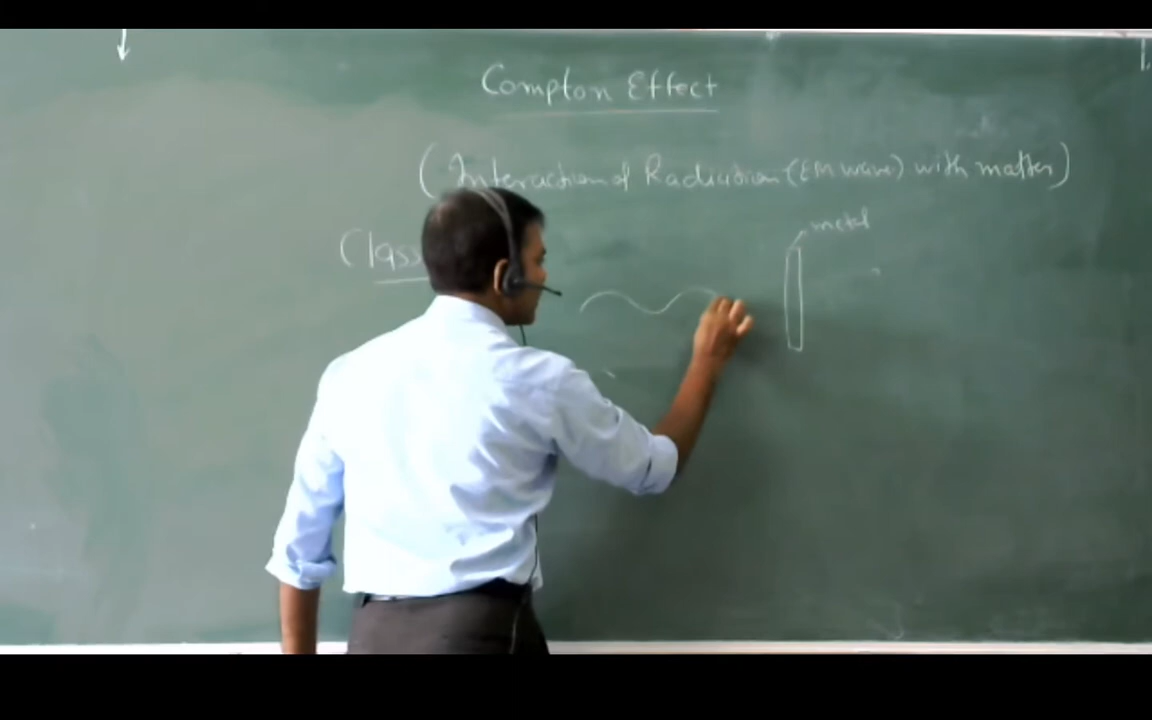 Compton Effect
(Interaction of Radiation (EM wave) with matter)
metal
Class